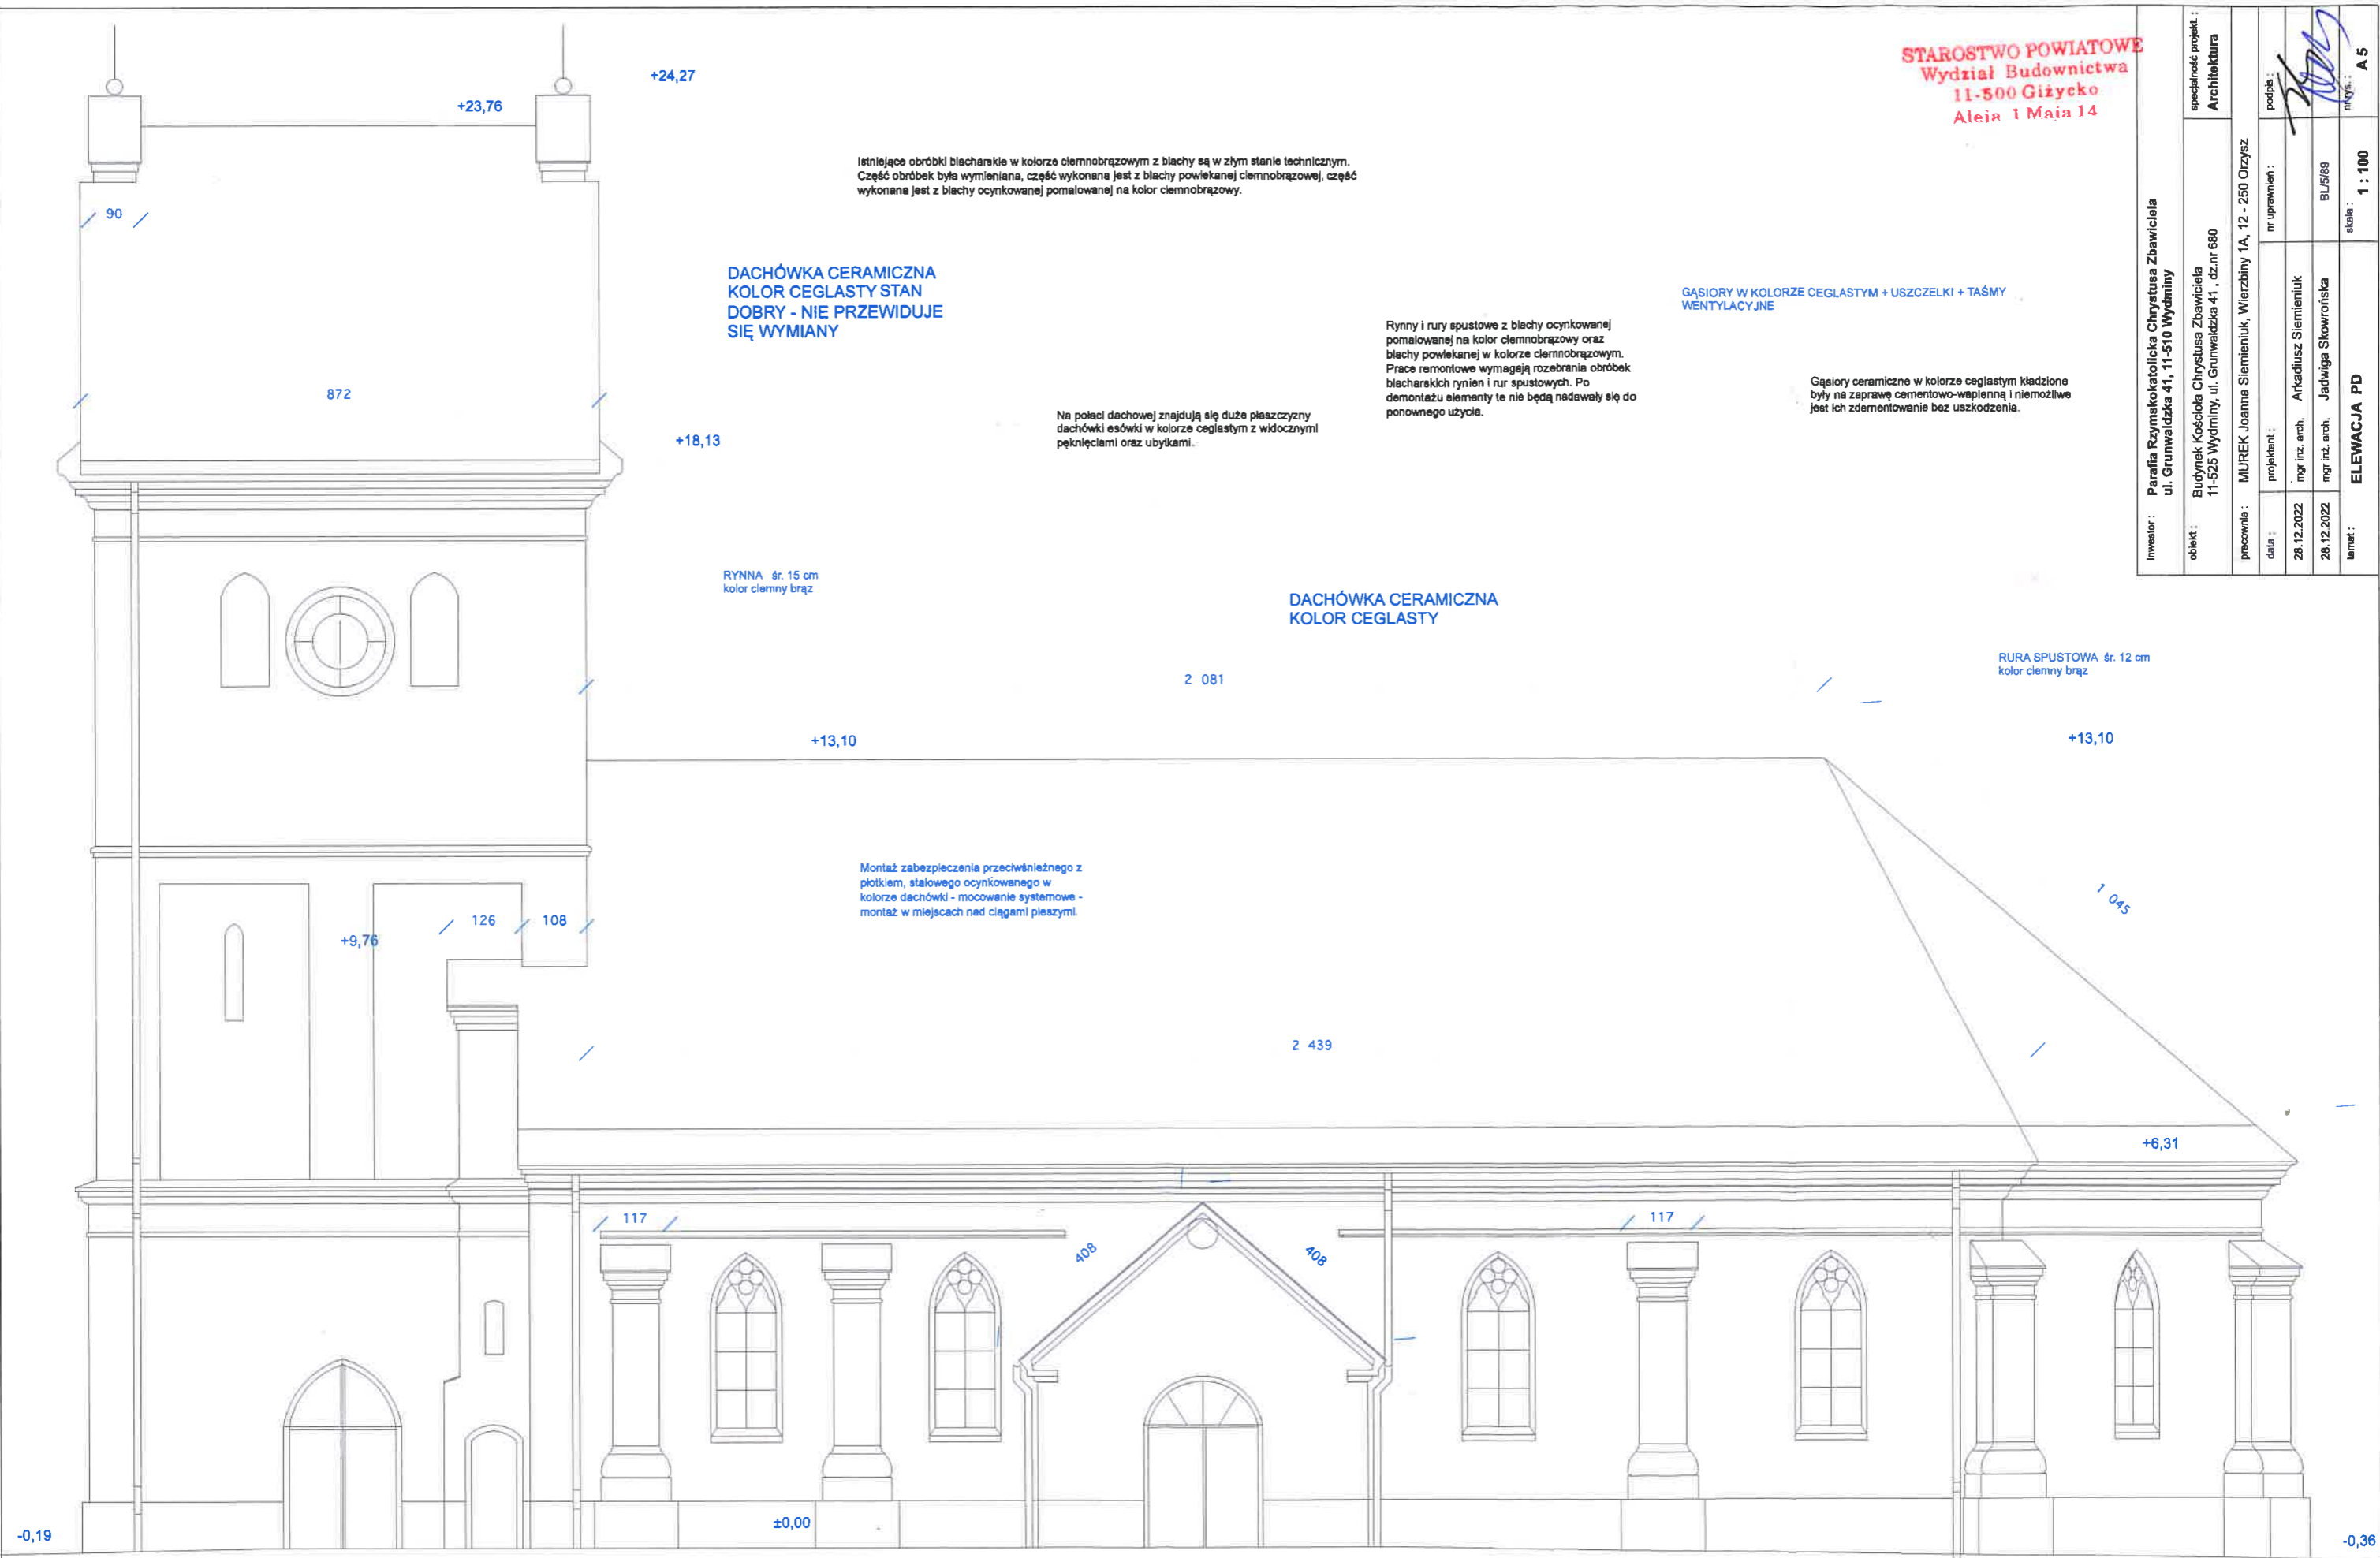 +24,27
+23,76
STAROSTWO POWIATOWE
Wydział Budownictwa
11-500 Giżycko
Aleja 1 Maja 14
Istniejące obróbki blacharskie w kolorze ciemnobrązowym z blachy są w złym stanie technicznym.
Część obróbek była wymieniana, część wykonana jest z blachy powlekanej ciemnobrązowej, część
wykonana jest z blachy ocynkowanej pomalowanej na kolor ciemnobrązowy.
90
DACHÓWKA CERAMICZNA
KOLOR CEGLASTY STAN
DOBRY - NIE PRZEWIDUJE
SIĘ WYMIANY
GĄSIORY W KOLORZE CEGLASTYM + USZCZELKI + TAŚMY
WENTYLACYJNE
Rynny i rury spustowe z blachy ocynkowanej
pomalowanej na kolor ciemnobrązowy oraz
blachy powlekanej w kolorze ciemnobrązowym.
Prace remontowe wymagają rozebrania obróbek
blacharskich rynien i rur spustowych. Po
demontażu elementy te nie będą nadawały się do
ponownego użycia.
Gąsiory ceramiczne w kolorze ceglastym kładzione
były na zaprawę cementowo-wapienną i niemożliwe
jest ich zdementowanie bez uszkodzenia.
872
Na połaci dachowej znajdują się duże płaszczyzny
dachówki esówki w kolorze ceglastym z widocznymi
pęknięciami oraz ubytkami.
+18,13
RYNNA śr. 15 cm
kolor ciemny brąz
DACHÓWKA CERAMICZNA
KOLOR CEGLASTY
RURA SPUSTOWA śr. 12 cm
kolor ciemny brąz
2 081
+13,10
+13,10
Montaż zabezpieczenia przeciwśnieżnego z
płotkiem, stalowego ocynkowanego w
kolorze dachówki - mocowanie systemowe -
montaż w miejscach nad ciągami pieszymi.
1 045
126
108
+9,76
2 439
+6,31
117
117
408
408
-0,19
±0,00
-0,36
Inwestor : Parafia Rzymskokatolicka Chrystusa Zbawiciela
ul. Grunwaldzka 41, 11-510 Wydminy
obiekt : Budynek Kościoła Chrystusa Zbawiciela
11-525 Wydminy, ul. Grunwaldzka 41 , dz.nr 680
specjalność projekt. :
Architektura
pracownia : MUREK Joanna Siemieniuk, Wierzbiny 1A, 12 - 250 Orzysz
data : projektant : nr uprawnień : podpis :
28.12.2022 mgr inż. arch. Arkadiusz Siemieniuk
28.12.2022 mgr inż. arch. Jadwiga Skowrońska BŁ/5/89
temat : ELEWACJA PD skala : 1 : 100 nr rys. : A 5